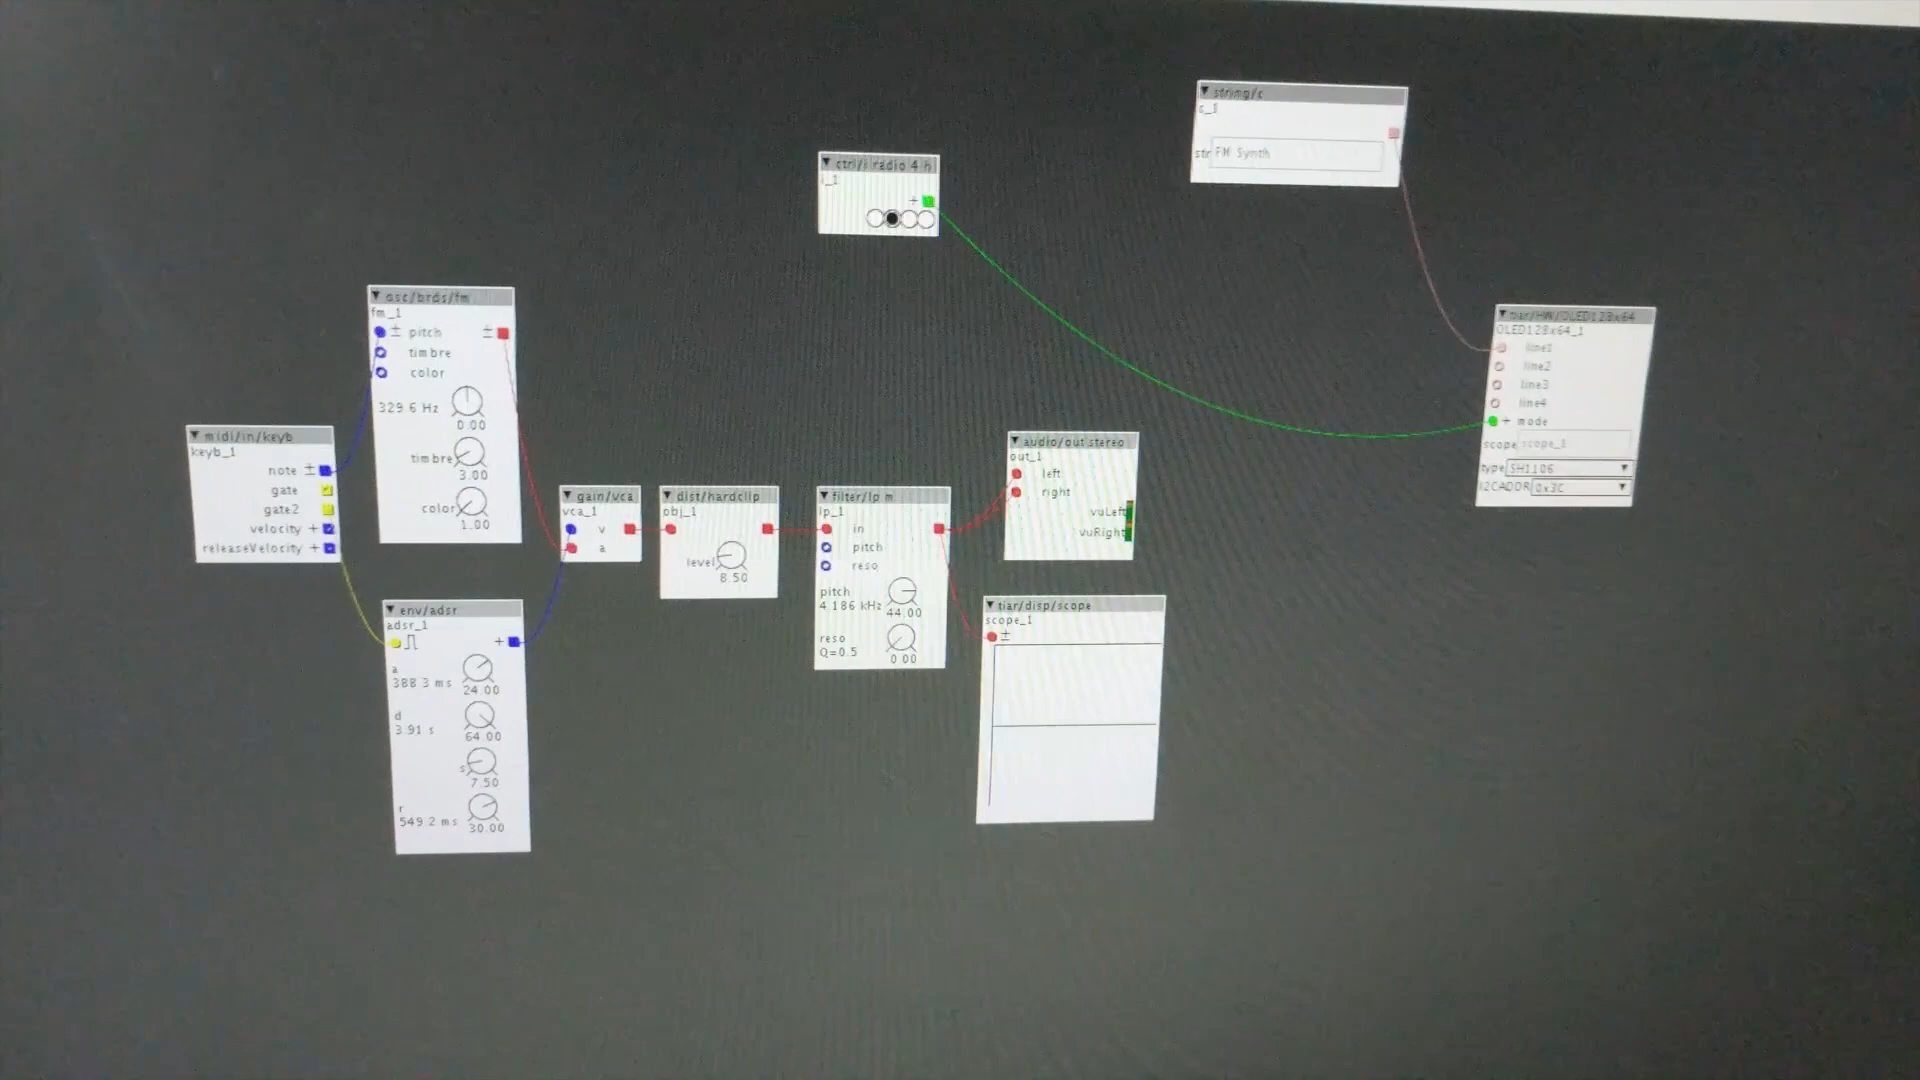 string/c
c_1
str FM Synth
ctrl/i radio 4 h
i_1
+
osc/brds/fm
fm_1
± pitch ±
timbre
color
329.6 Hz
0.00
timbre
3.00
color
1.00
midi/in/keyb
keyb_1
note ±
gate
gate2
velocity +
releaseVelocity +
env/adsr
adsr_1
+
a
388.3 ms
24.00
d
3.91 s
64.00
s
7.50
r
549.2 ms
30.00
gain/vca
vca_1
v
a
dist/hardclip
obj_1
level
8.50
filter/lp m
lp_1
in
pitch
reso
pitch
4.186 kHz
44.00
reso
Q=0.5
0.00
audio/out stereo
out_1
left
right
vuLeft
vuRight
tiar/disp/scope
scope_1
±
tiar/HW/OLED128x64
OLED128x64_1
line1
line2
line3
line4
+ mode
scope scope_1
type SH1106
I2CADDR 0x3C